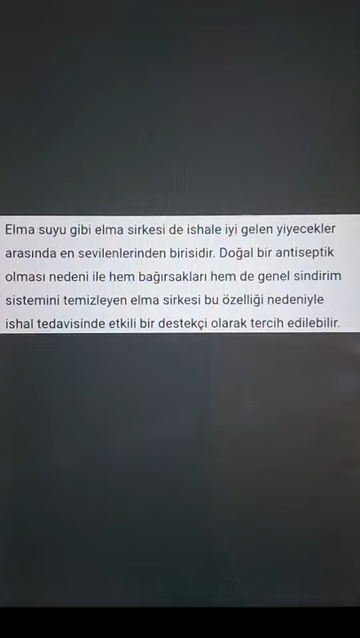 Elma suyu gibi elma sirkesi de ishale iyi gelen yiyecekler
arasında en sevilenlerinden birisidir. Doğal bir antiseptik
olması nedeni ile hem bağırsakları hem de genel sindirim
sistemini temizleyen elma sirkesi bu özelliği nedeniyle
ishal tedavisinde etkili bir destekçi olarak tercih edilebilir.